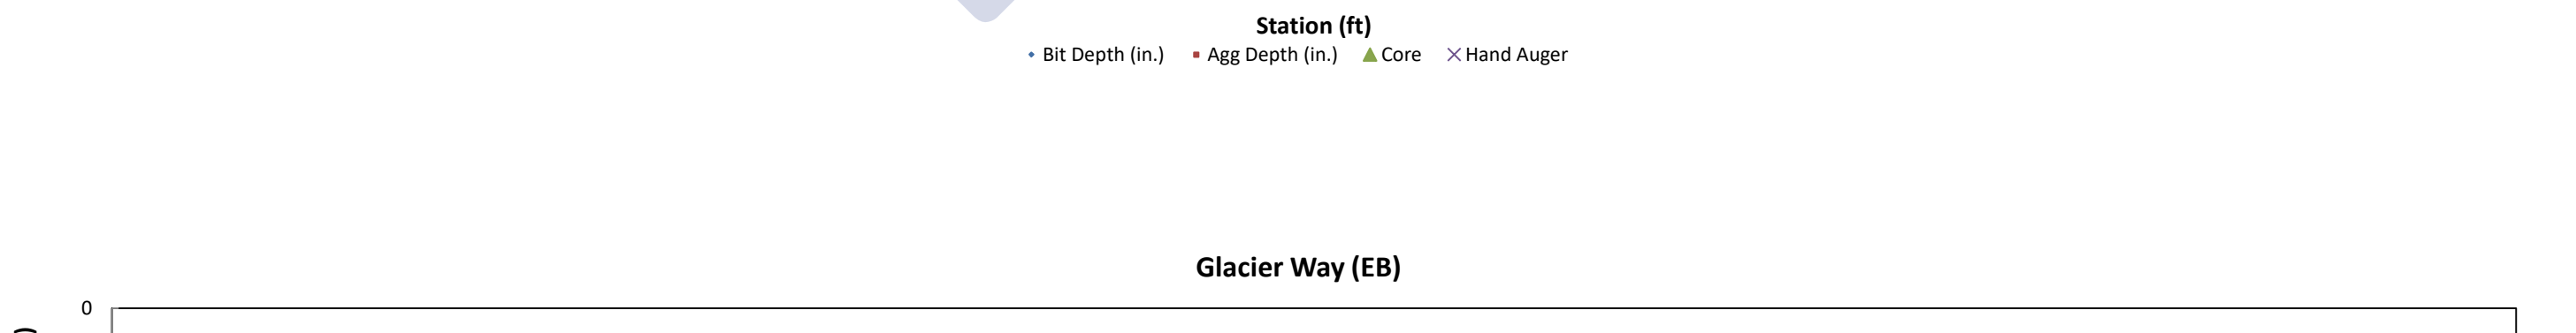 Station (ft)
Bit Depth (in.) Agg Depth (in.) Core Hand Auger
Glacier Way (EB)
0